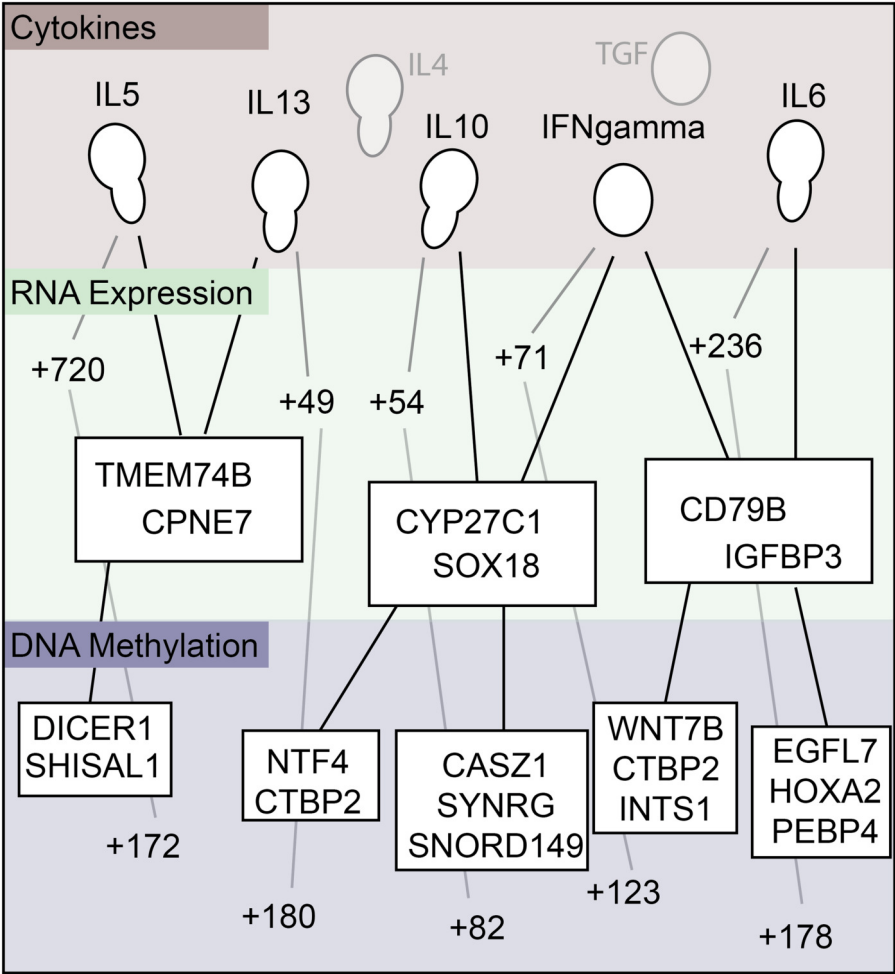 Cytokines
IL5
IL13
IL4
IL10
TGF
IFNgamma
IL6
RNA Expression
+720
+49
+54
+71
+236
TMEM74B
CPNE7
CYP27C1
SOX18
CD79B
IGFBP3
DNA Methylation
DICER1
SHISAL1
+172
NTF4
CTBP2
+180
CASZ1
SYNRG
SNORD149
+82
WNT7B
CTBP2
INTS1
+123
EGFL7
HOXA2
PEBP4
+178